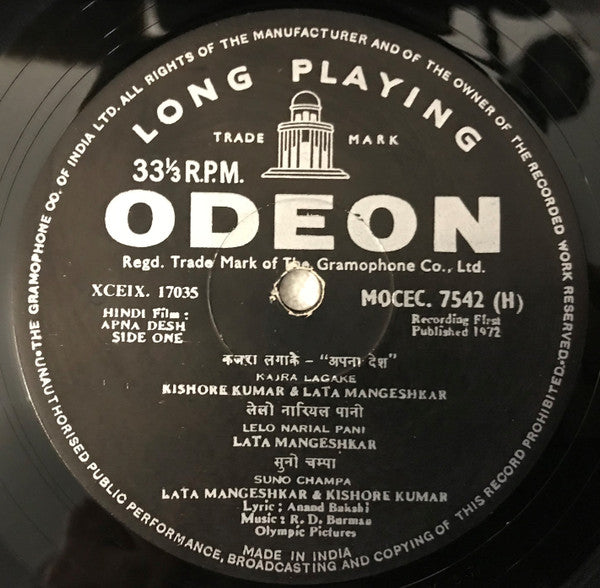 UNAUTHORISED PUBLIC PERFORMANCE, BROADCASTING AND COPYING OF THIS RECORD PROHIBITED·
·THE GRAMOPHONE CO. OF INDIA LTD. ALL RIGHTS OF THE MANUFACTURER AND OF THE OWNER OF THE RECORDED WORK RESERVED·
LONG PLAYING
TRADE MARK
33⅓ R.P.M.
ODEON
Regd. Trade Mark of The Gramophone Co., Ltd.
XCEIX. 17035 MOCEC. 7542 (H)
HINDI Film: Recording First
APNA DESH Published 1972
SIDE ONE
कजरा लगाके – "अपना देश"
KAJRA LAGAKE
KISHORE KUMAR & LATA MANGESHKAR
लेलो नारियल पानी
LELO NARIAL PANI
LATA MANGESHKAR
सुनो चम्पा
SUNO CHAMPA
LATA MANGESHKAR & KISHORE KUMAR
Lyric: Anand Bakshi
Music: R. D. Burman
Olympic Pictures
MADE IN INDIA